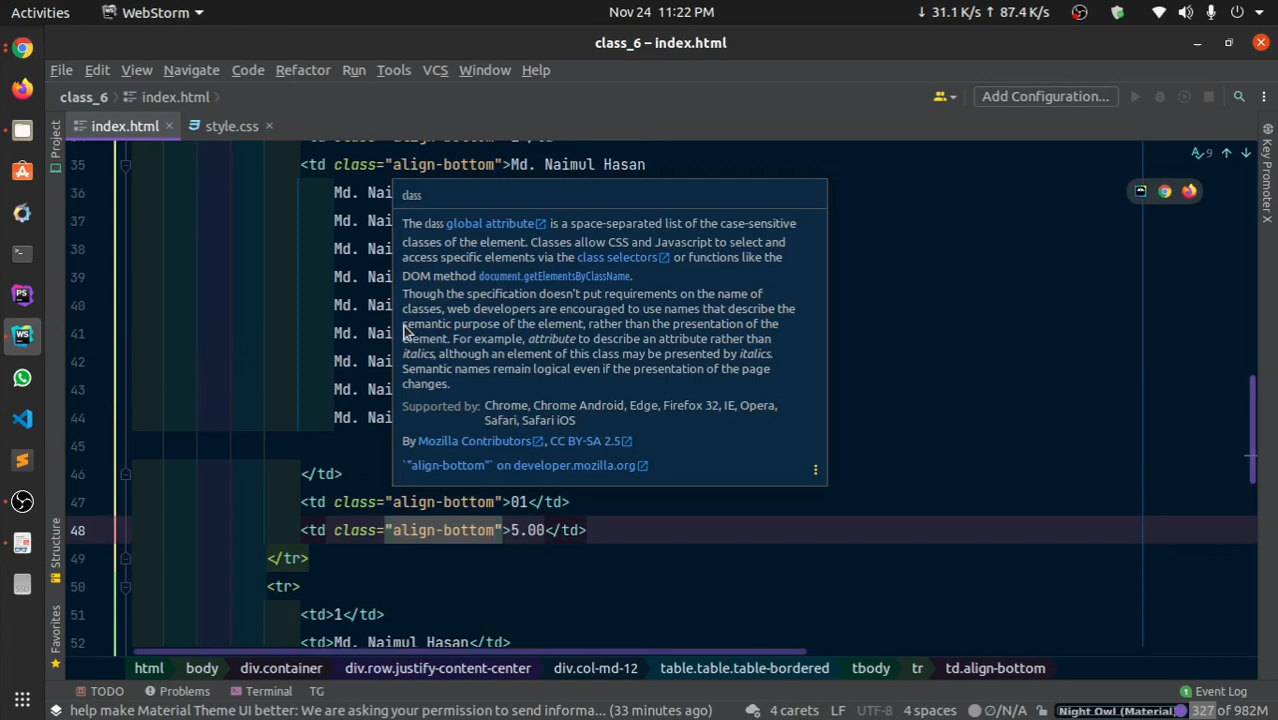 Activities
WebStorm
Nov 24 11:22 PM
↓ 31.1 K/s ↑ 87.4 K/s
class_6 – index.html
File Edit View Navigate Code Refactor Run Tools VCS Window Help
class_6 index.html
Add Configuration...
index.html
style.css
Project
Key Promoter X
9
35 <td class="align-bottom">Md. Naimul Hasan
36 Md. Nai
37 Md. Nai
38 Md. Nai
39 Md. Nai
40 Md. Nai
41 Md. Nai
42 Md. Nai
43 Md. Nai
44 Md. Nai
45
46 </td>
47 <td class="align-bottom">01</td>
48 <td class="align-bottom">5.00</td>
49 </tr>
50 <tr>
51 <td>1</td>
52 <td>Md. Naimul Hasan</td>
class
The class global attribute is a space-separated list of the case-sensitive
classes of the element. Classes allow CSS and Javascript to select and
access specific elements via the class selectors or functions like the
DOM method document.getElementsByClassName.
Though the specification doesn't put requirements on the name of
classes, web developers are encouraged to use names that describe the
semantic purpose of the element, rather than the presentation of the
element. For example, attribute to describe an attribute rather than
italics, although an element of this class may be presented by italics.
Semantic names remain logical even if the presentation of the page
changes.
Supported by: Chrome, Chrome Android, Edge, Firefox 32, IE, Opera,
Safari, Safari iOS
By Mozilla Contributors, CC BY-SA 2.5
`"align-bottom"` on developer.mozilla.org
Structure
Favorites
html body div.container div.row.justify-content-center div.col-md-12 table.table.table-bordered tbody tr td.align-bottom
TODO Problems Terminal TG
1 Event Log
help make Material Theme UI better: We are asking your permission to send informa... (33 minutes ago)
4 carets LF UTF-8 4 spaces Ø/N/A Night Owl (Material) 327 of 982M